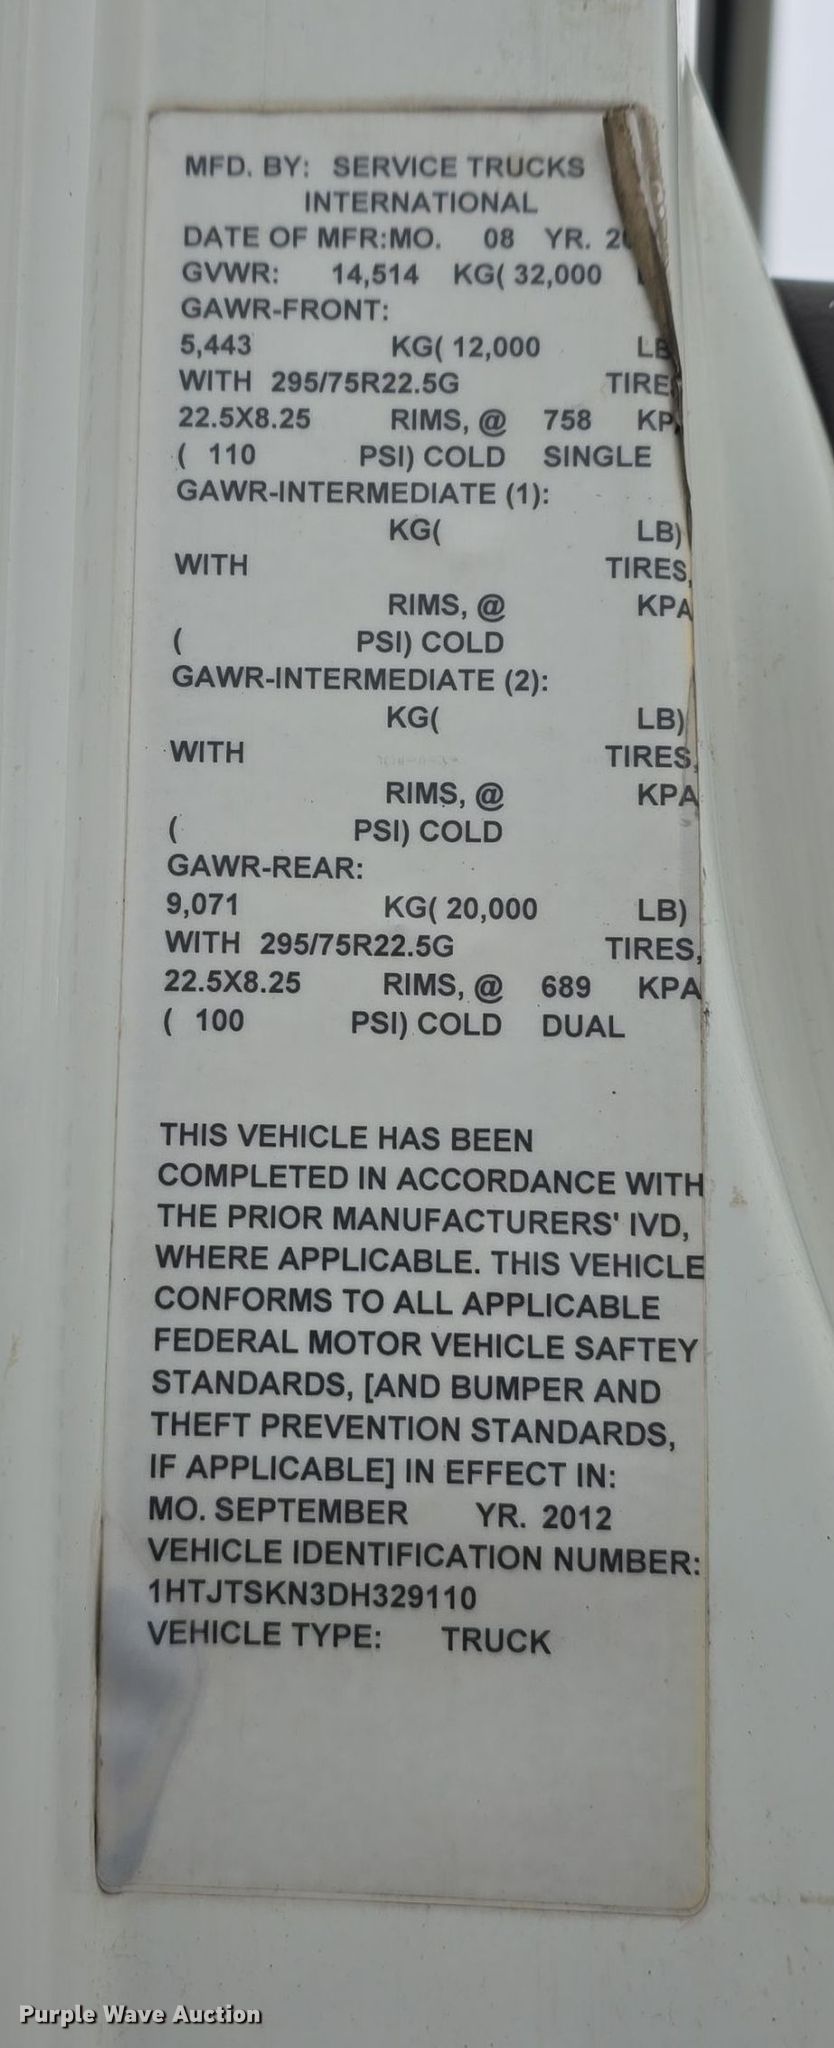 MFD. BY: SERVICE TRUCKS
INTERNATIONAL
DATE OF MFR:MO. 08 YR.
GVWR: 14,514 KG( 32,000
GAWR-FRONT:
5,443 KG( 12,000 LB
WITH 295/75R22.5G TIRE
22.5X8.25 RIMS, @ 758 KP
( 110 PSI) COLD SINGLE
GAWR-INTERMEDIATE (1):
KG( LB)
WITH TIRES,
RIMS, @ KPA
( PSI) COLD
GAWR-INTERMEDIATE (2):
KG( LB)
WITH TIRES,
RIMS, @ KPA
( PSI) COLD
GAWR-REAR:
9,071 KG( 20,000 LB)
WITH 295/75R22.5G TIRES,
22.5X8.25 RIMS, @ 689 KPA
( 100 PSI) COLD DUAL
THIS VEHICLE HAS BEEN
COMPLETED IN ACCORDANCE WITH
THE PRIOR MANUFACTURERS' IVD,
WHERE APPLICABLE. THIS VEHICLE
CONFORMS TO ALL APPLICABLE
FEDERAL MOTOR VEHICLE SAFTEY
STANDARDS, [AND BUMPER AND
THEFT PREVENTION STANDARDS,
IF APPLICABLE] IN EFFECT IN:
MO. SEPTEMBER YR. 2012
VEHICLE IDENTIFICATION NUMBER:
1HTJTSKN3DH329110
VEHICLE TYPE: TRUCK
Purple Wave Auction